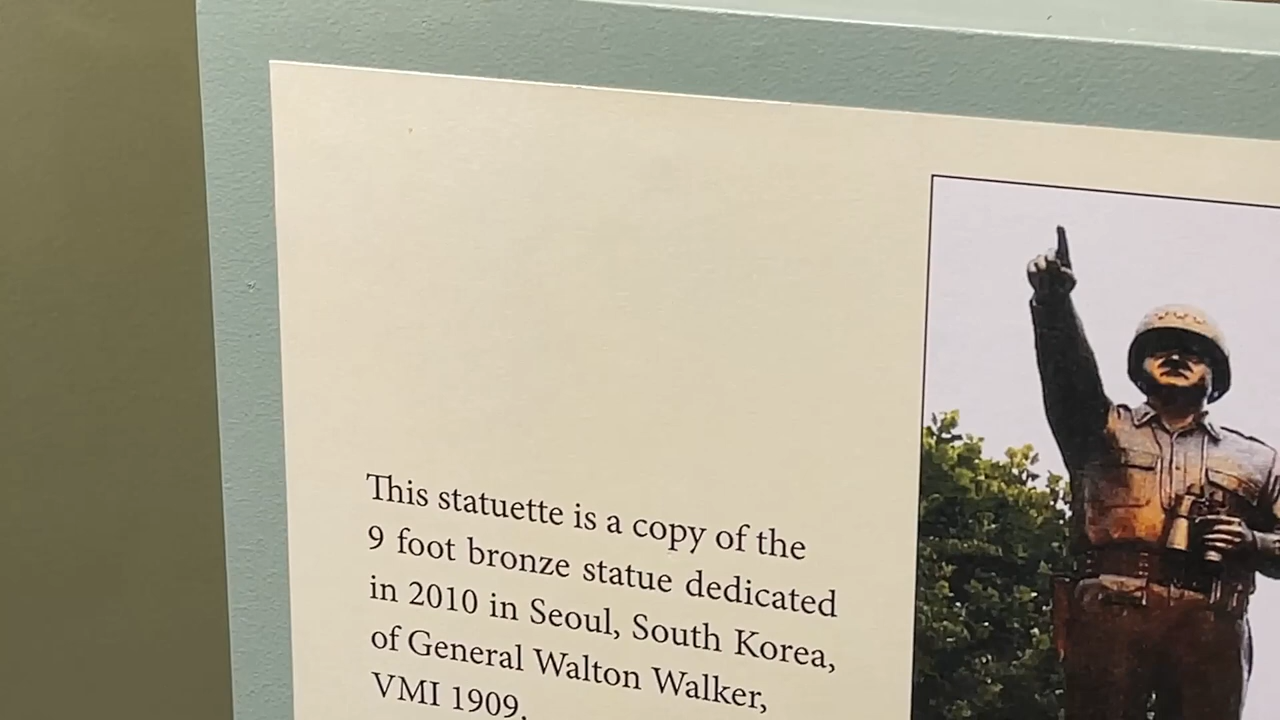 This statuette is a copy of the
9 foot bronze statue dedicated
in 2010 in Seoul, South Korea,
of General Walton Walker,
VMI 1909.